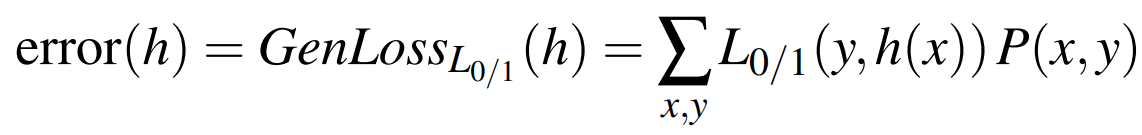 error(h) = GenLoss_{L_{0/1}}(h) = ∑_{x,y} L_{0/1}(y, h(x)) P(x, y)